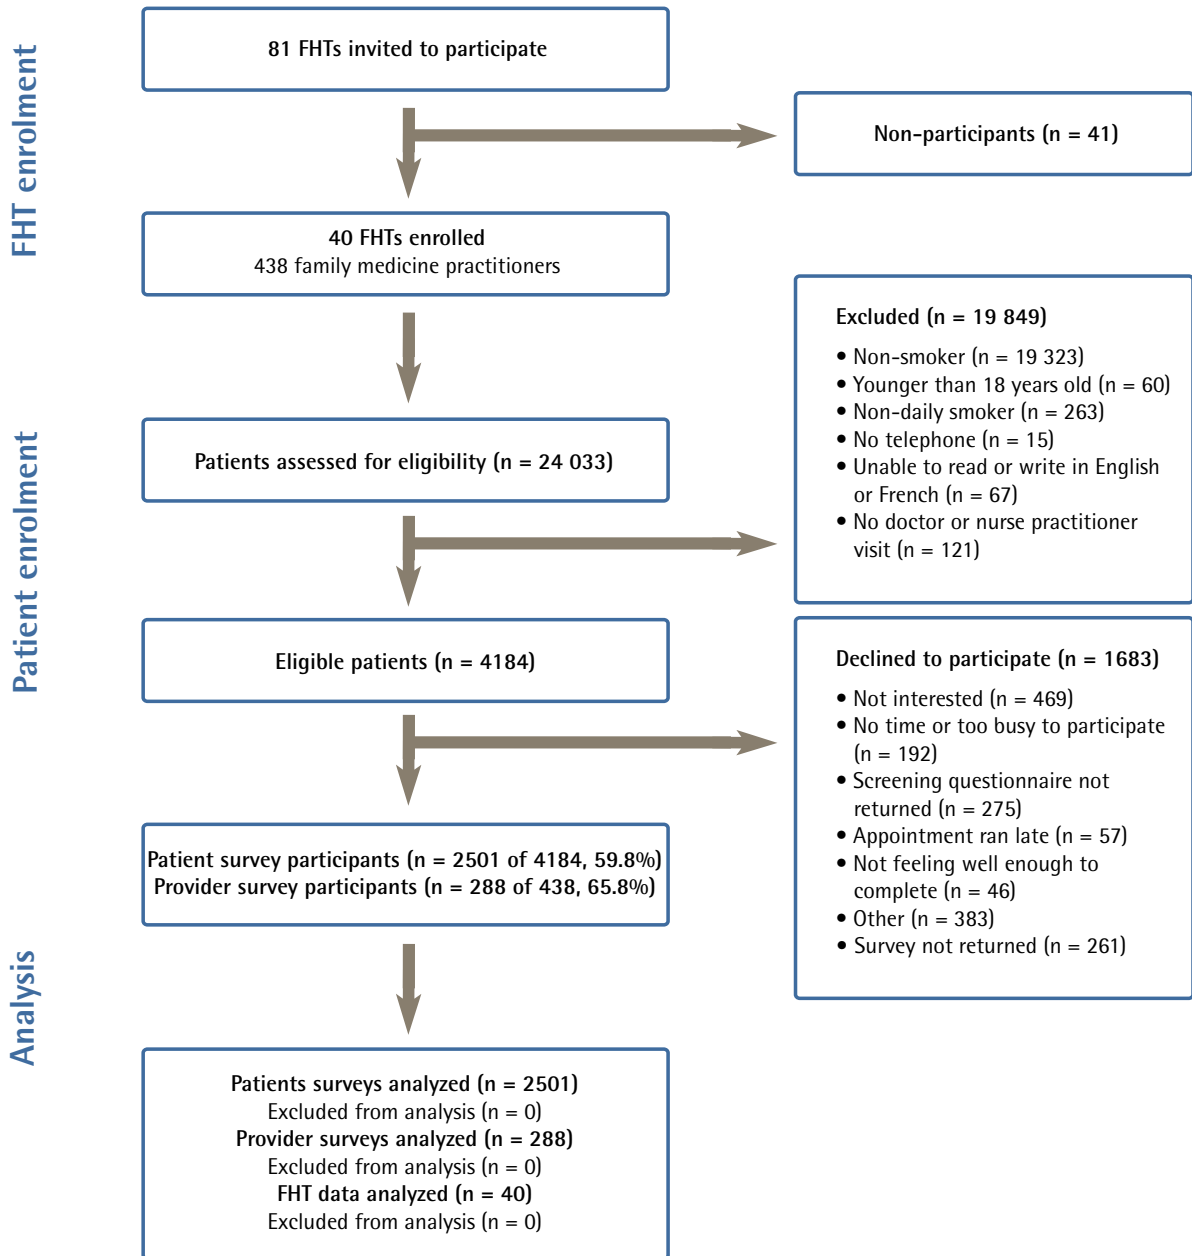 FHT enrolment
81 FHTs invited to participate
Non-participants (n = 41)
40 FHTs enrolled
438 family medicine practitioners
Patient enrolment
Patients assessed for eligibility (n = 24 033)
Excluded (n = 19 849)
• Non-smoker (n = 19 323)
• Younger than 18 years old (n = 60)
• Non-daily smoker (n = 263)
• No telephone (n = 15)
• Unable to read or write in English
or French (n = 67)
• No doctor or nurse practitioner
visit (n = 121)
Eligible patients (n = 4184)
Declined to participate (n = 1683)
• Not interested (n = 469)
• No time or too busy to participate
(n = 192)
• Screening questionnaire not
returned (n = 275)
• Appointment ran late (n = 57)
• Not feeling well enough to
complete (n = 46)
• Other (n = 383)
• Survey not returned (n = 261)
Patient survey participants (n = 2501 of 4184, 59.8%)
Provider survey participants (n = 288 of 438, 65.8%)
Analysis
Patients surveys analyzed (n = 2501)
Excluded from analysis (n = 0)
Provider surveys analyzed (n = 288)
Excluded from analysis (n = 0)
FHT data analyzed (n = 40)
Excluded from analysis (n = 0)